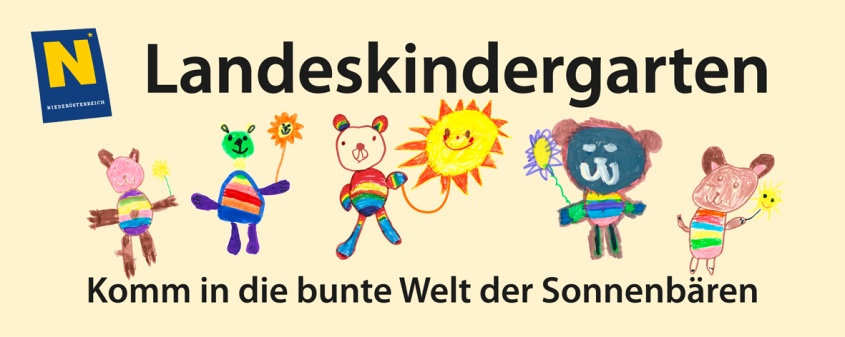 N
NIEDERÖSTERREICH
Landeskindergarten
Komm in die bunte Welt der Sonnenbären